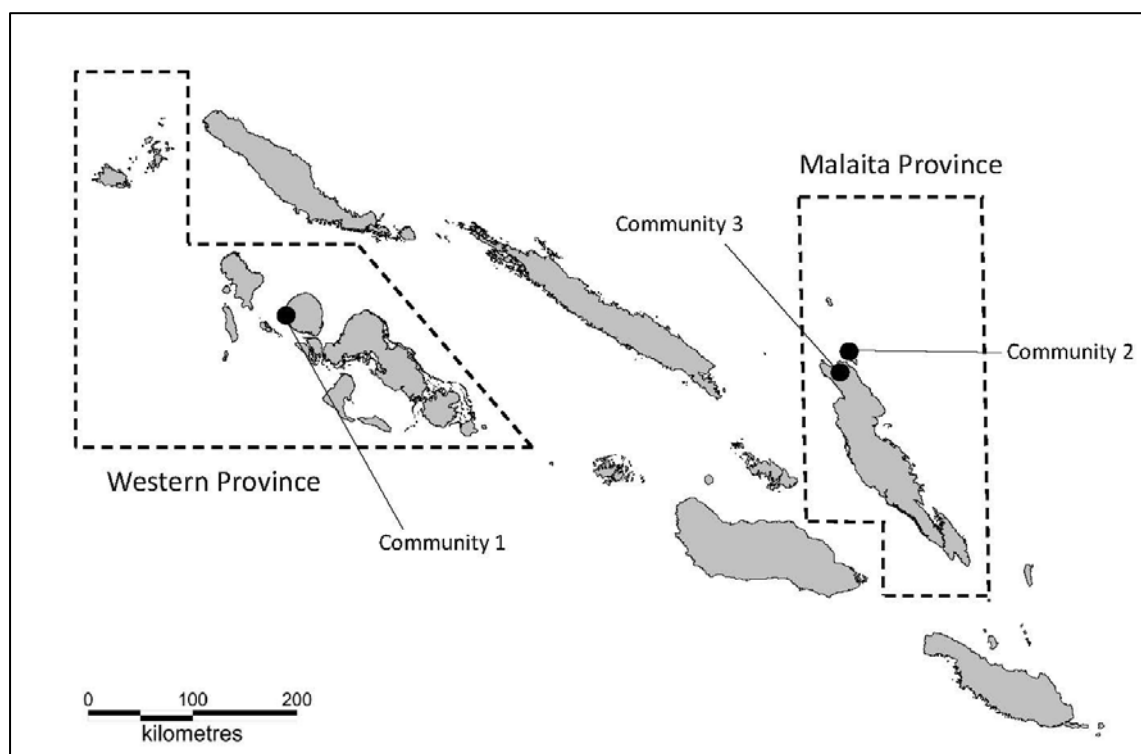 Malaita Province
Community 3
Community 2
Western Province
Community 1
0 100 200
kilometres